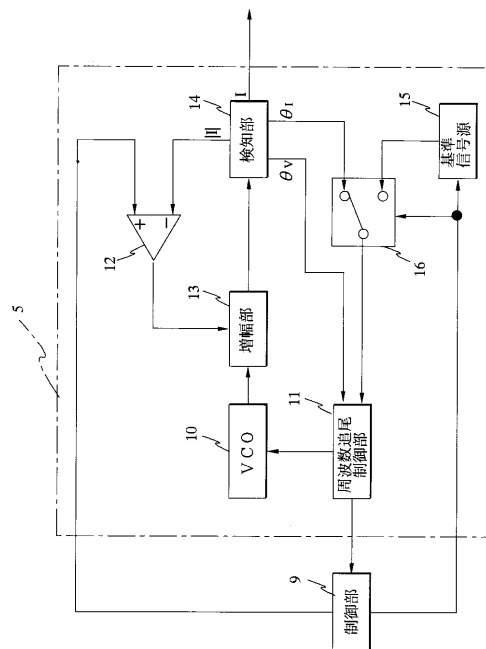 5
12
+
−
|I|
14
検知部
I
θI
θV
13
増幅部
10
VCO
11
周波数追尾
制御部
16
15
基準
信号源
9
制御部